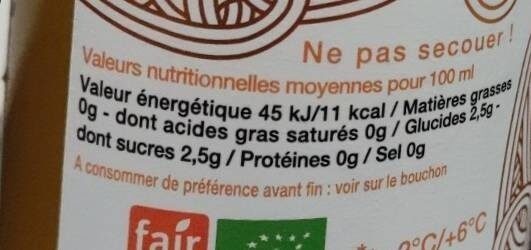 Ne pas secouer !
Valeurs nutritionnelles moyennes pour 100 ml
Valeur énergétique 45 kJ/11 kcal / Matières grasses
0g - dont acides gras saturés 0g / Glucides 2,5g -
dont sucres 2,5g / Protéines 0g / Sel 0g
A consommer de préférence avant fin : voir sur le bouchon
fair
°C/+6°C